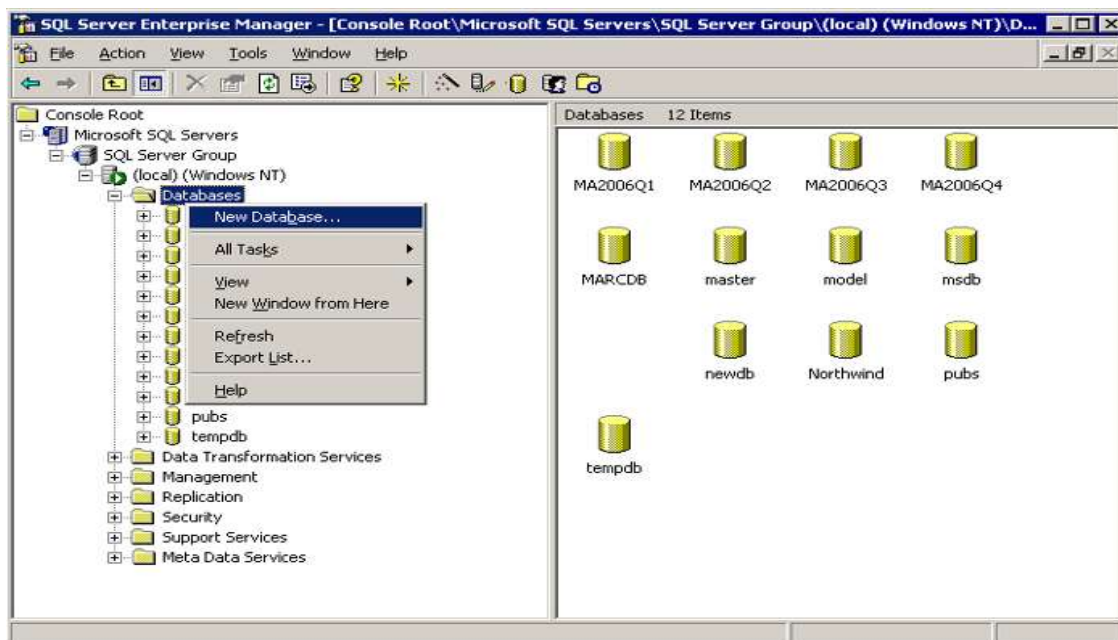 SQL Server Enterprise Manager - [Console Root\Microsoft SQL Servers\SQL Server Group\(local) (Windows NT)\D...
File Action View Tools Window Help
Console Root
Microsoft SQL Servers
SQL Server Group
(local) (Windows NT)
Databases
New Database...
All Tasks
View
New Window from Here
Refresh
Export List...
Help
pubs
tempdb
Data Transformation Services
Management
Replication
Security
Support Services
Meta Data Services
Databases 12 Items
MA2006Q1 MA2006Q2 MA2006Q3 MA2006Q4
MARCDB master model msdb
newdb Northwind pubs
tempdb